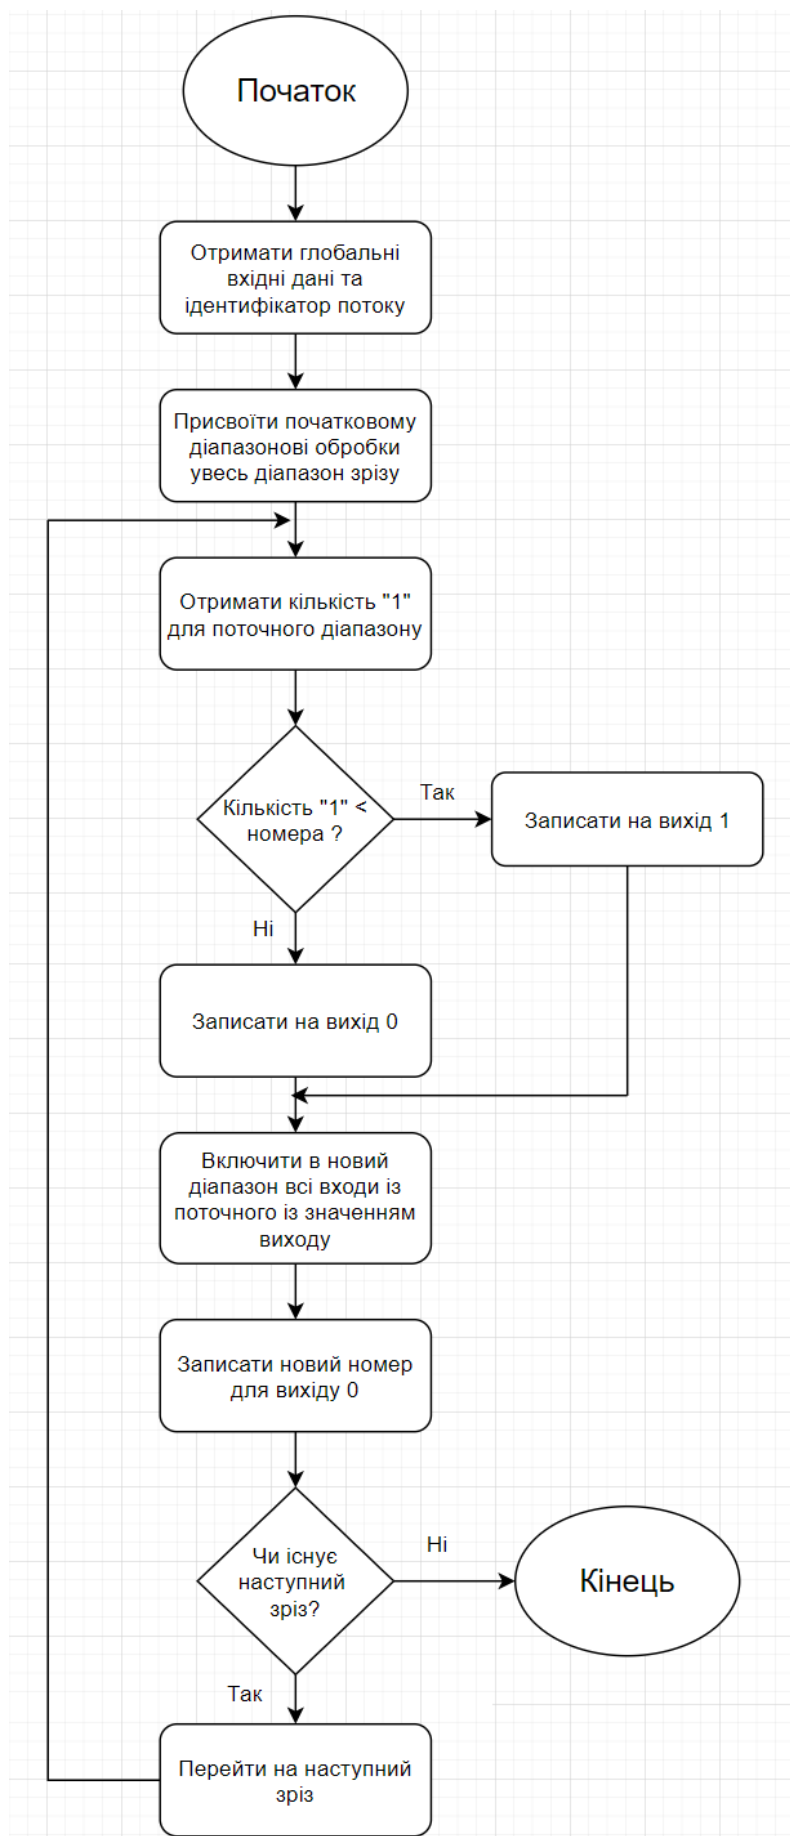 Початок
Отримати глобальні
вхідні дані та
ідентифікатор потоку
Присвоїти початковому
діапазонові обробки
увесь діапазон зрізу
Отримати кількість "1"
для поточного діапазону
Кількість "1" <
номера ?
Так
Записати на вихід 1
Ні
Записати на вихід 0
Включити в новий
діапазон всі входи із
поточного із значенням
виходу
Записати новий номер
для вихіду 0
Чи існує
наступний
зріз?
Ні
Кінець
Так
Перейти на наступний
зріз